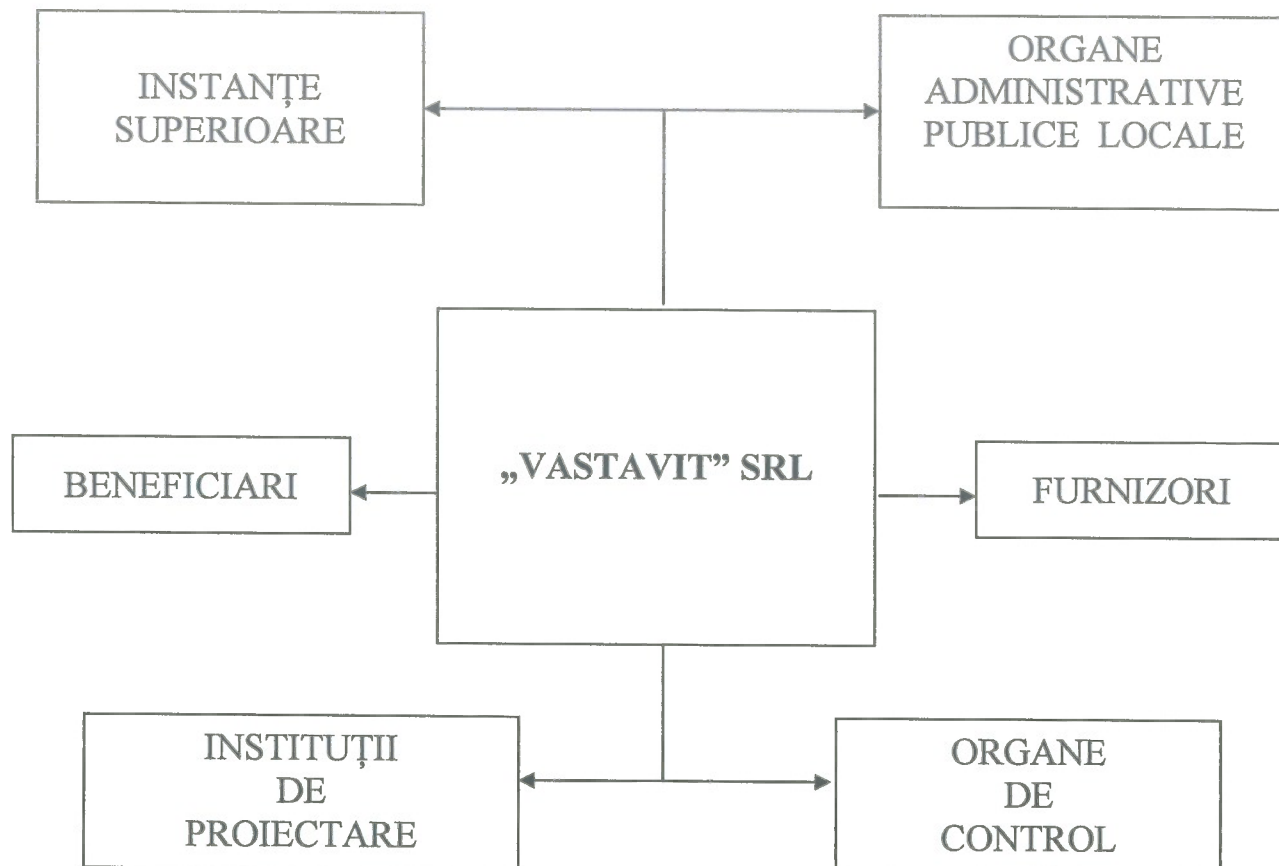 INSTANȚE
SUPERIOARE
ORGANE
ADMINISTRATIVE
PUBLICE LOCALE
BENEFICIARI
„VASTAVIT” SRL
FURNIZORI
INSTITUȚII
DE
PROIECTARE
ORGANE
DE
CONTROL